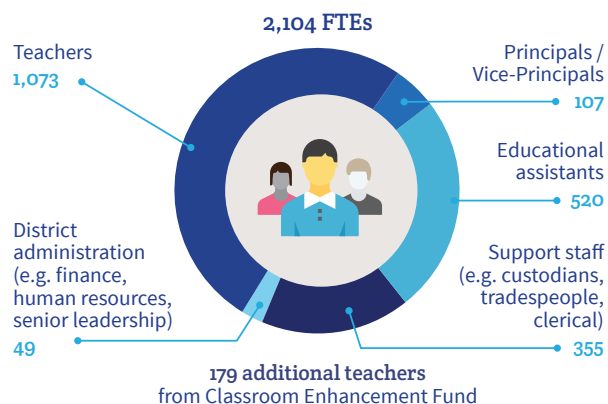 2,104 FTEs
Teachers
1,073
Principals /
Vice-Principals
107
Educational
assistants
520
District
administration
(e.g. finance,
human resources,
senior leadership)
49
Support staff
(e.g. custodians,
tradespeople,
clerical)
355
179 additional teachers
from Classroom Enhancement Fund